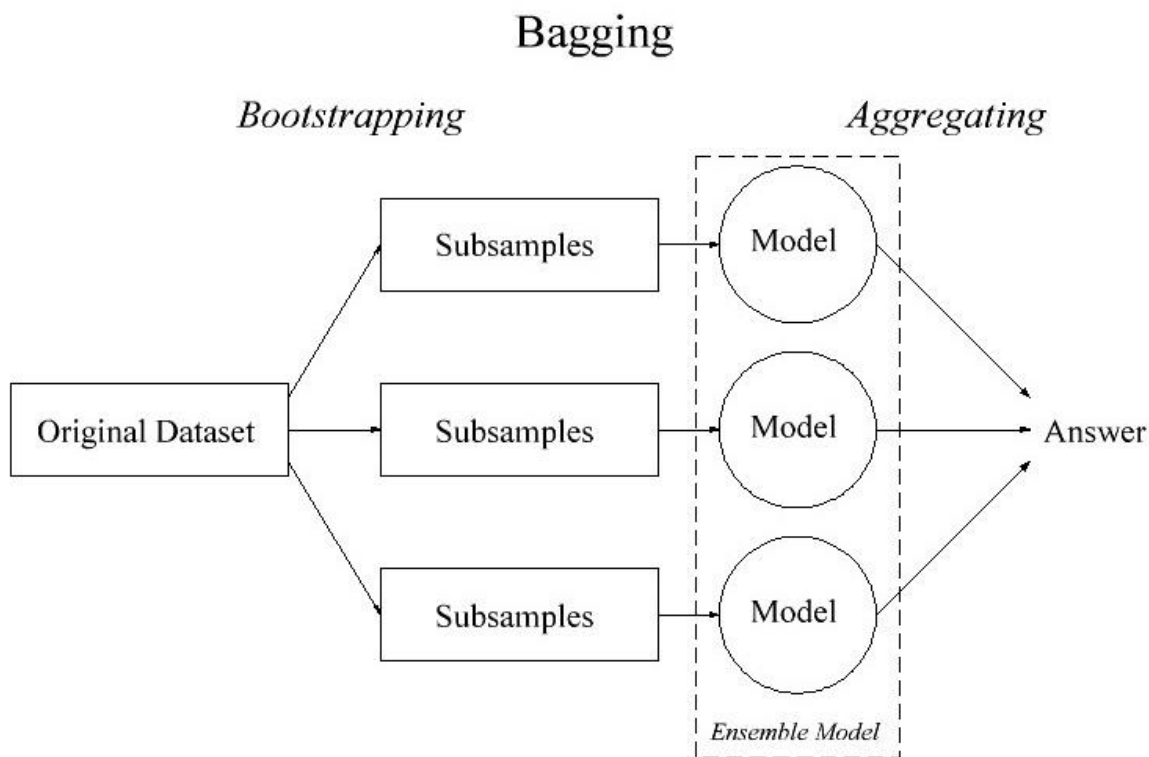 Bagging
Bootstrapping
Aggregating
Subsamples
Model
Original Dataset
Subsamples
Model
Answer
Subsamples
Model
Ensemble Model